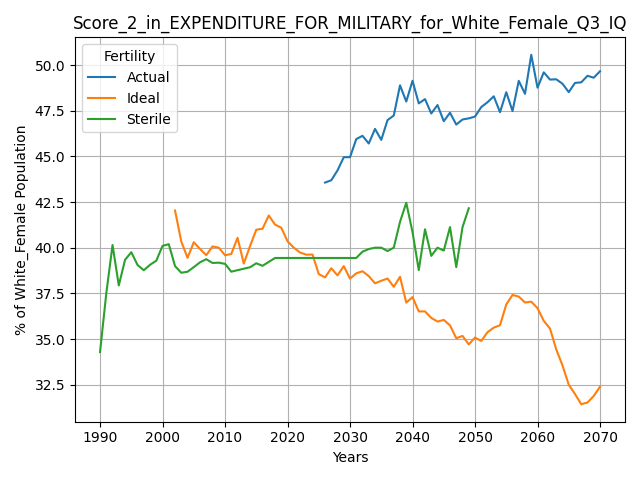 Score_2_in_EXPENDITURE_FOR_MILITARY_for_White_Female_Q3_IQ
Fertility
Actual
Ideal
Sterile
% of White_Female Population
50.0
47.5
45.0
42.5
40.0
37.5
35.0
32.5
1990 2000 2010 2020 2030 2040 2050 2060 2070
Years